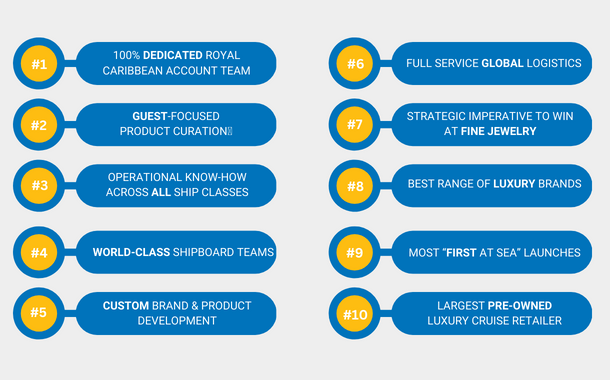 #1
100% DEDICATED ROYAL
CARIBBEAN ACCOUNT TEAM
#2
GUEST-FOCUSED
PRODUCT CURATION
#3
OPERATIONAL KNOW-HOW
ACROSS ALL SHIP CLASSES
#4
WORLD-CLASS SHIPBOARD TEAMS
#5
CUSTOM BRAND & PRODUCT
DEVELOPMENT
#6
FULL SERVICE GLOBAL LOGISTICS
#7
STRATEGIC IMPERATIVE TO WIN
AT FINE JEWELRY
#8
BEST RANGE OF LUXURY BRANDS
#9
MOST “FIRST AT SEA” LAUNCHES
#10
LARGEST PRE-OWNED
LUXURY CRUISE RETAILER